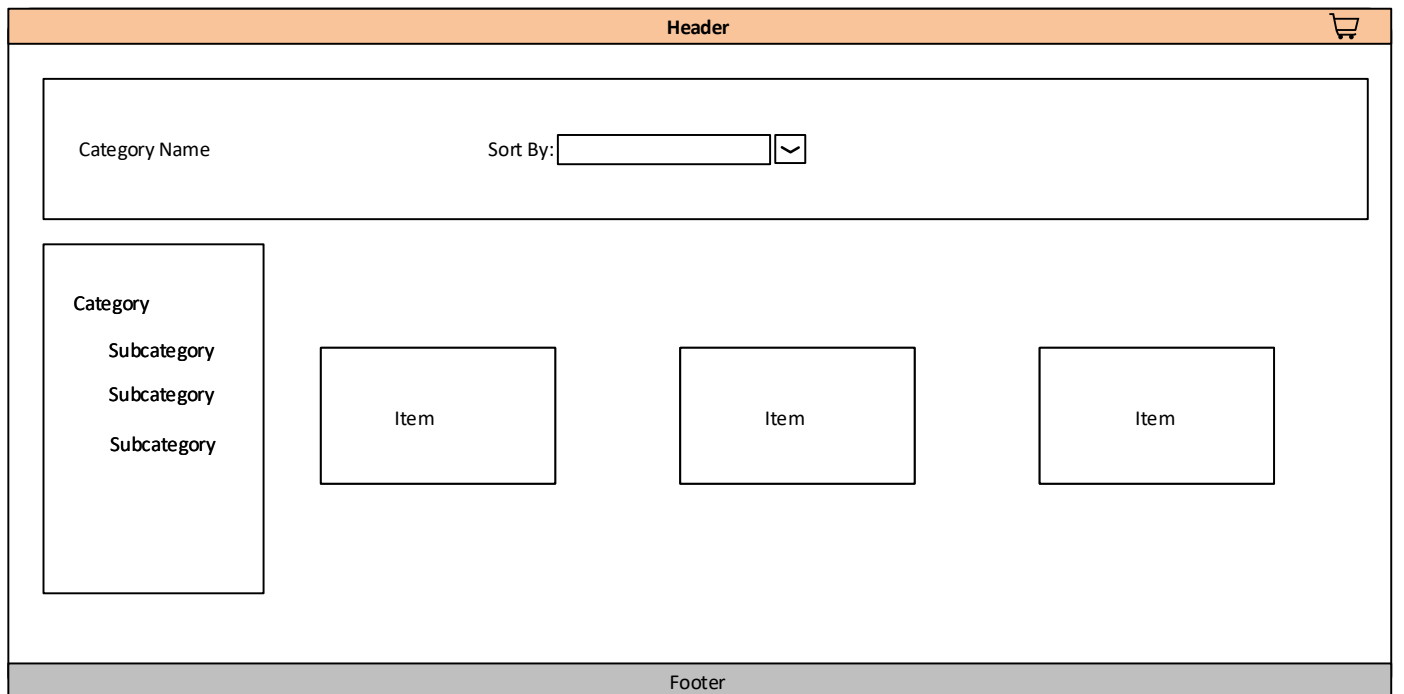 Header
Category Name
Sort By:
Category
Subcategory
Subcategory
Subcategory
Item
Item
Item
Footer